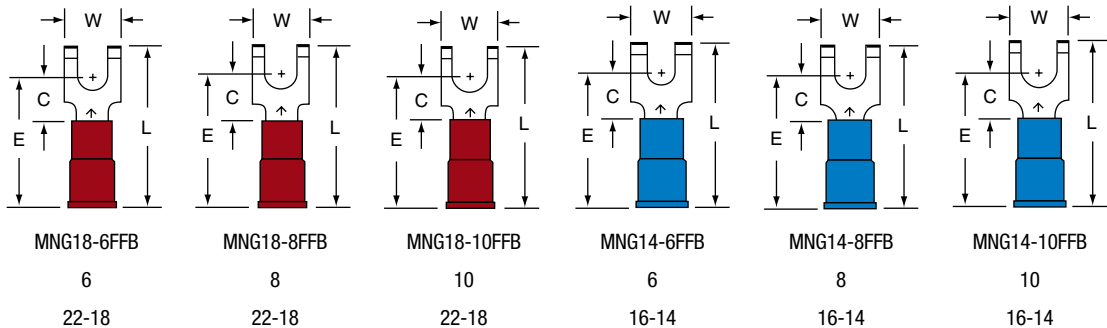 W W W W W W
C C C C C C
E E E E E E
L L L L L L
MNG18-6FFB MNG18-8FFB MNG18-10FFB MNG14-6FFB MNG14-8FFB MNG14-10FFB
6 8 10 6 8 10
22-18 22-18 22-18 16-14 16-14 16-14